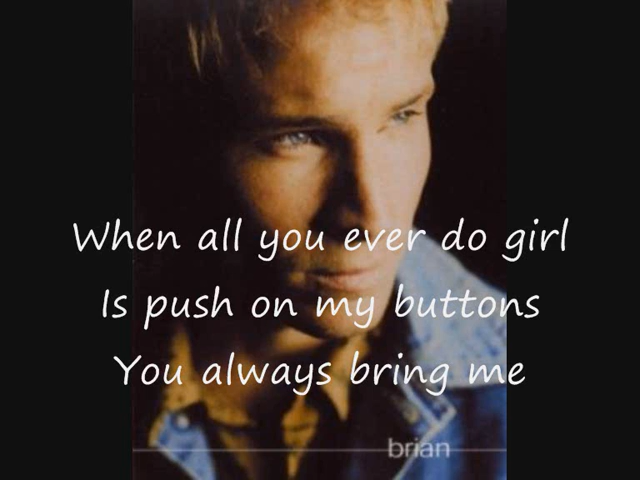 When all you ever do girl
Is push on my buttons
You always bring me
brian